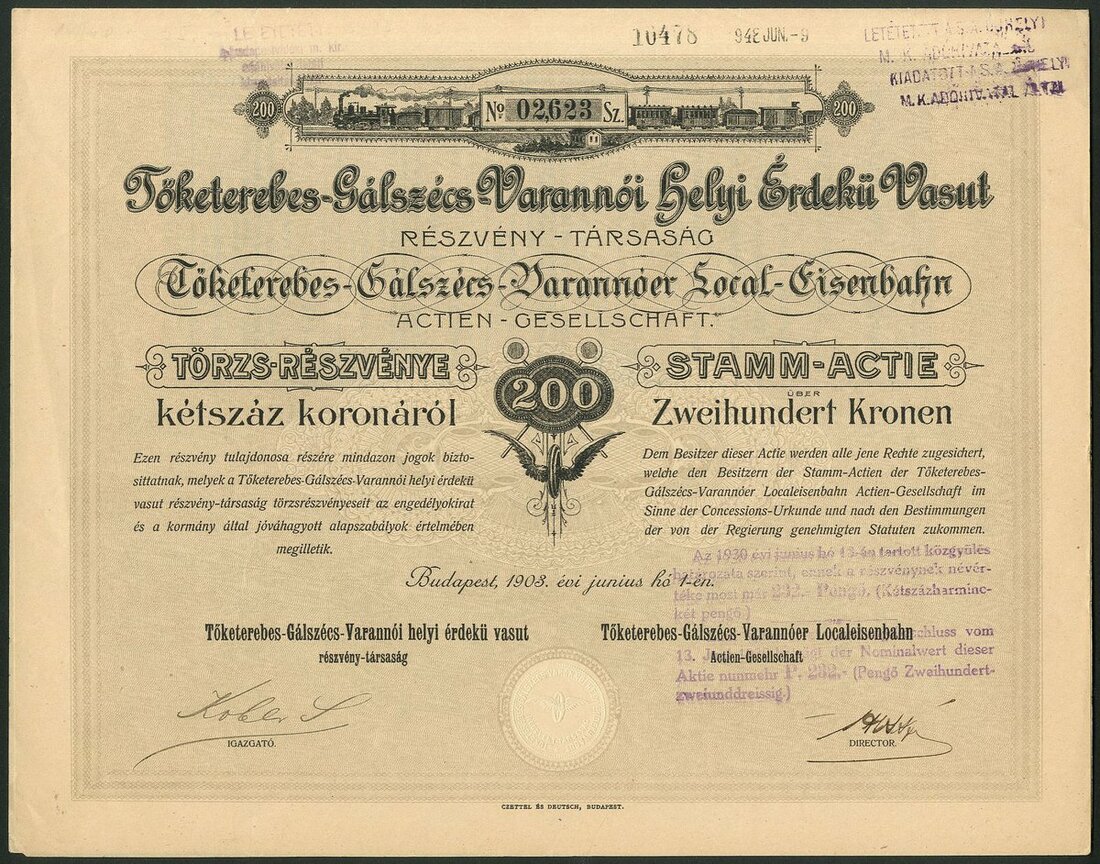 10478 942 JUN.-9
M. K. ADÓHIVATAL
KIADATOTT S. A. UJHELYI
M. K. ADÓHIVATAL ÁLTAL
200 No 02,623 Sz. 200
Tőketerebes-Gálszécs-Varannói Helyi Érdekü Vasut
RÉSZVÉNY-TÁRSASÁG
Tőketerebes-Gálszécs-Varannóer Local-Eisenbahn
ACTIEN-GESELLSCHAFT.
TÖRZS-RÉSZVÉNYE
kétszáz koronáról
Ezen részvény tulajdonosa részére mindazon jogok bizto-
sittatnak, melyek a Tőketerebes-Gálszécs-Varannói helyi érdekü
vasut részvény-társaság törzsrészvényeseit az engedélyokirat
és a kormány által jóváhagyott alapszabályok értelmében
megilletik.
200
STAMM-ACTIE
ÜBER
Zweihundert Kronen
Dem Besitzer dieser Actie werden alle jene Rechte zugesichert,
welche den Besitzern der Stamm-Actien der Tőketerebes-
Gálszécs-Varannóer Localeisenbahn Actien-Gesellschaft im
Sinne der Concessions-Urkunde und nach den Bestimmungen
der von der Regierung genehmigten Statuten zukommen.
Az 1930 évi junius hó 13-án tartott közgyülés
határozata szerint, ennek a részvénynek névér-
téke most már 232.- Pengő. (Kétszázharminc-
két pengő.)
Budapest, 1903. évi junius hó 1-én.
Tőketerebes-Gálszécs-Varannói helyi érdekü vasut
részvény-társaság
Tőketerebes-Gálszécs-Varannóer Localeisenbahn
Actien-Gesellschaft
schluss vom
13. der Nominalwert dieser
Aktie nunmehr P. 232.- (Pengő Zweihundert-
zweiunddreissig.)
Kobler S
IGAZGATÓ.
DIRECTOR.
CZETTEL ÉS DEUTSCH, BUDAPEST.